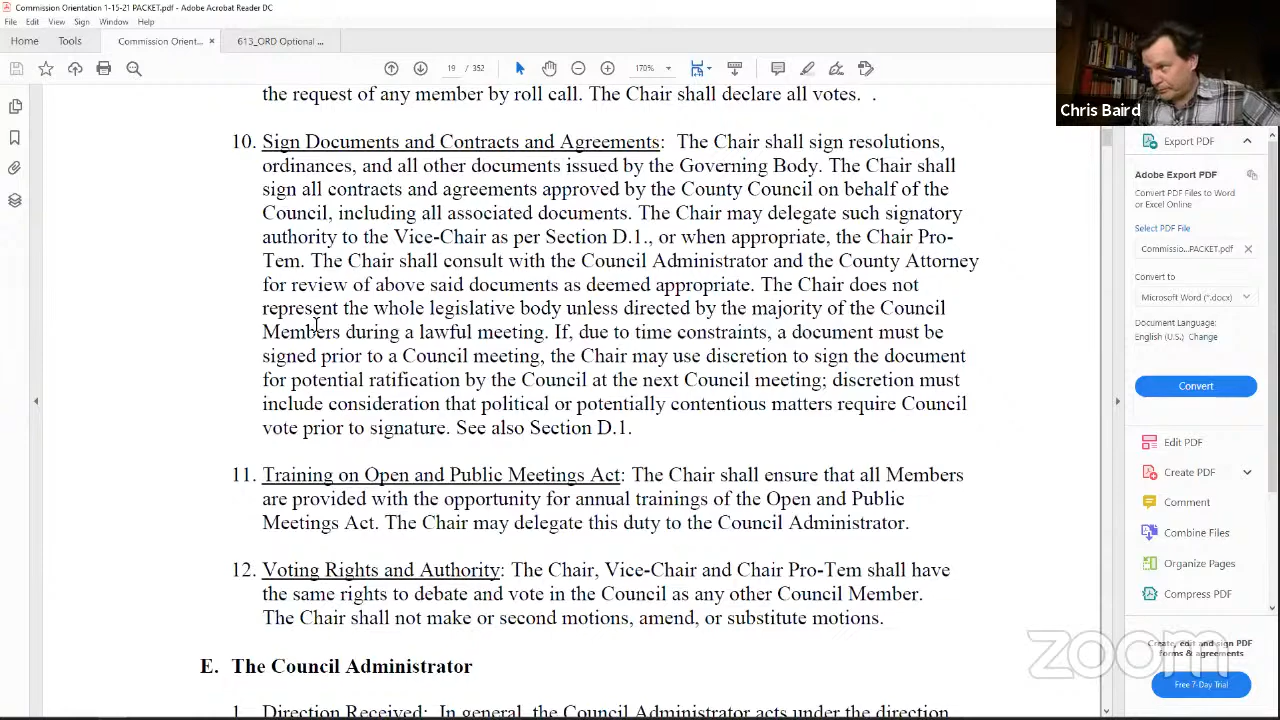 Commission Orientation 1-15-21 PACKET.pdf - Adobe Acrobat Reader DC
File Edit View Sign Window Help
Home Tools Commission Orient... × 613_ORD Optional ...
19 / 352 170%
Chris Baird
the request of any member by roll call. The Chair shall declare all votes. .
10. Sign Documents and Contracts and Agreements: The Chair shall sign resolutions,
ordinances, and all other documents issued by the Governing Body. The Chair shall
sign all contracts and agreements approved by the County Council on behalf of the
Council, including all associated documents. The Chair may delegate such signatory
authority to the Vice-Chair as per Section D.1., or when appropriate, the Chair Pro-
Tem. The Chair shall consult with the Council Administrator and the County Attorney
for review of above said documents as deemed appropriate. The Chair does not
represent the whole legislative body unless directed by the majority of the Council
Members during a lawful meeting. If, due to time constraints, a document must be
signed prior to a Council meeting, the Chair may use discretion to sign the document
for potential ratification by the Council at the next Council meeting; discretion must
include consideration that political or potentially contentious matters require Council
vote prior to signature. See also Section D.1.
11. Training on Open and Public Meetings Act: The Chair shall ensure that all Members
are provided with the opportunity for annual trainings of the Open and Public
Meetings Act. The Chair may delegate this duty to the Council Administrator.
12. Voting Rights and Authority: The Chair, Vice-Chair and Chair Pro-Tem shall have
the same rights to debate and vote in the Council as any other Council Member.
The Chair shall not make or second motions, amend, or substitute motions.
E. The Council Administrator
1. Direction Received: In general, the Council Administrator acts under the direction
Export PDF
Adobe Export PDF
Convert PDF Files to Word
or Excel Online
Select PDF File
Commissio...PACKET.pdf ×
Convert to
Microsoft Word (*.docx)
Document Language:
English (U.S.) Change
Convert
Edit PDF
Create PDF
Comment
Combine Files
Organize Pages
Compress PDF
Create, edit and sign PDF
forms & agreements
Free 7-Day Trial
zoom